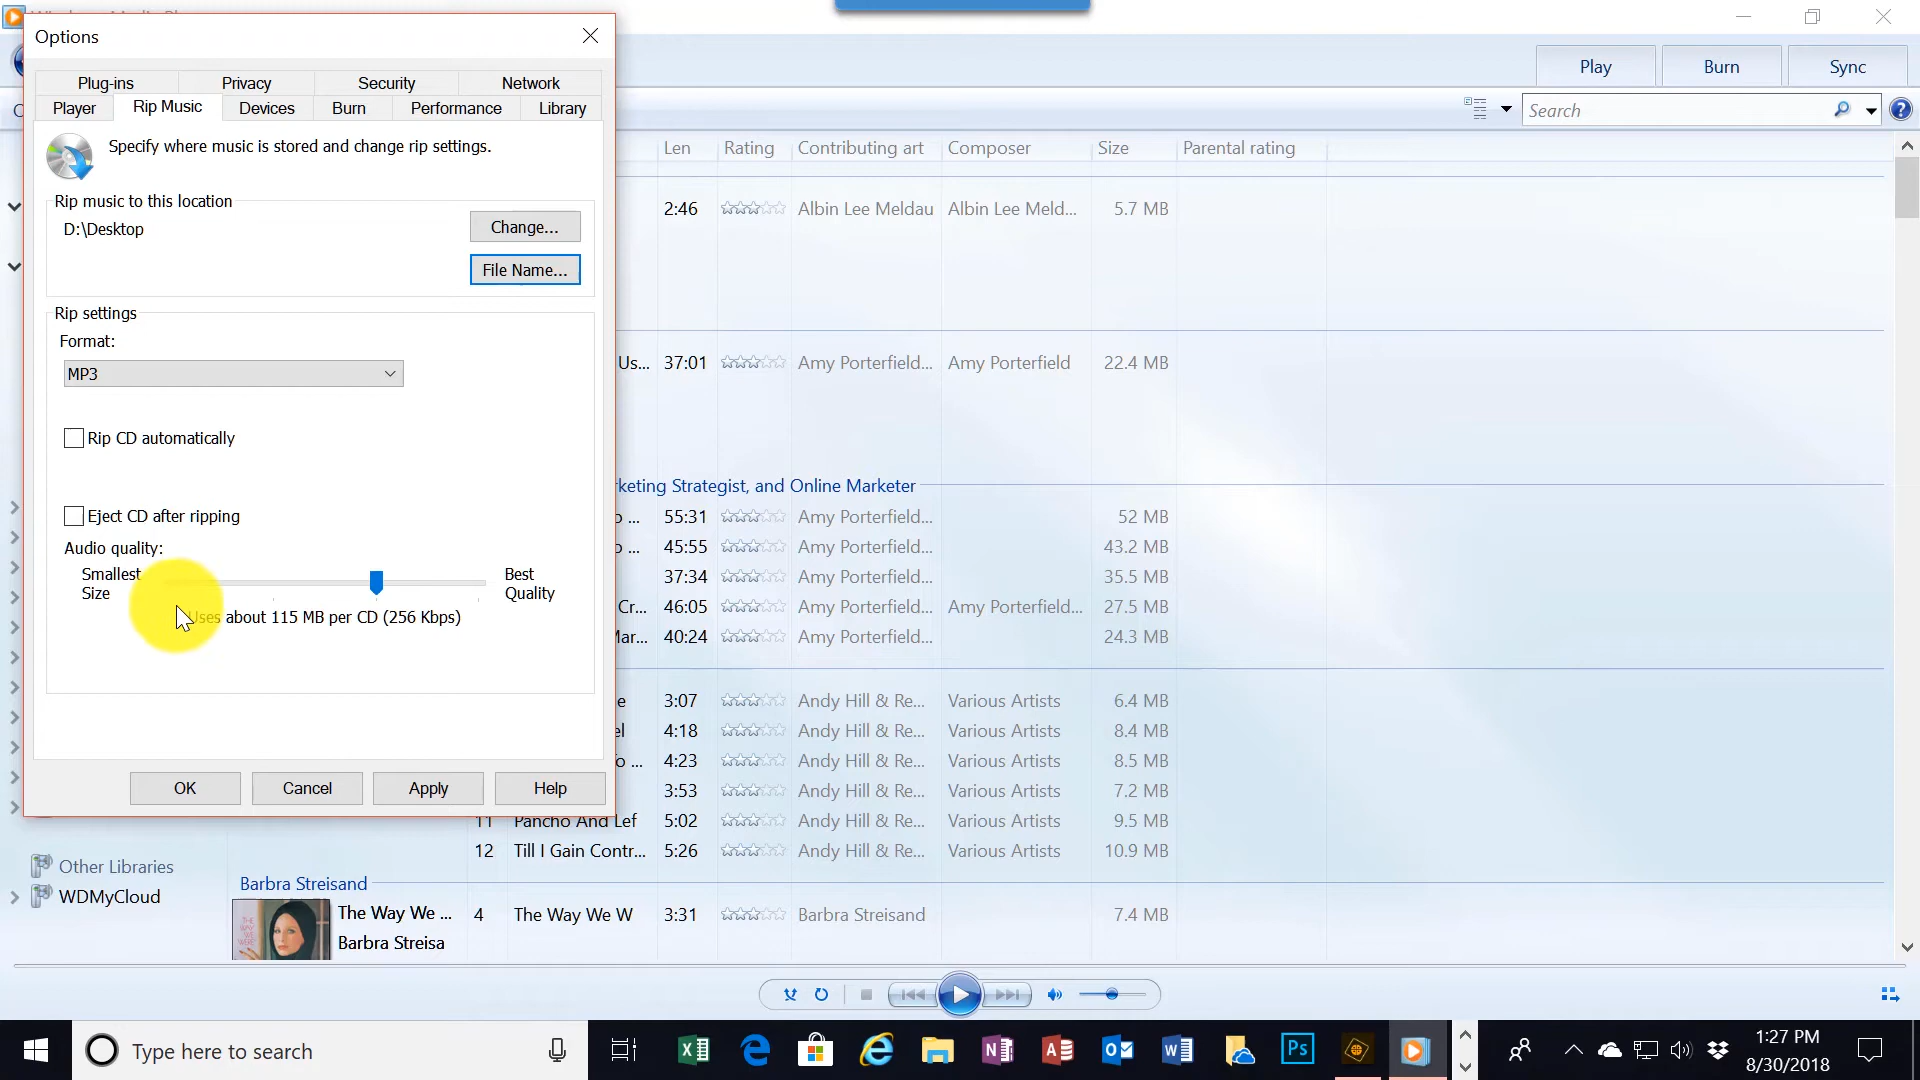 Options
Plug-ins Privacy Security Network
Player Rip Music Devices Burn Performance Library
Specify where music is stored and change rip settings.
Rip music to this location
D:\Desktop
Change...
File Name...
Rip settings
Format:
MP3
Rip CD automatically
Eject CD after ripping
Audio quality:
Smallest Size
Best Quality
Uses about 115 MB per CD (256 Kbps)
OK Cancel Apply Help
Play Burn Sync
Search
Len Rating Contributing art Composer Size Parental rating
2:46 Albin Lee Meldau Albin Lee Meld... 5.7 MB
Us... 37:01 Amy Porterfield... Amy Porterfield 22.4 MB
keting Strategist, and Online Marketer
o ... 55:31 Amy Porterfield... 52 MB
o ... 45:55 Amy Porterfield... 43.2 MB
37:34 Amy Porterfield... 35.5 MB
Cr... 46:05 Amy Porterfield... Amy Porterfield... 27.5 MB
Mar... 40:24 Amy Porterfield... 24.3 MB
e 3:07 Andy Hill & Re... Various Artists 6.4 MB
el 4:18 Andy Hill & Re... Various Artists 8.4 MB
o ... 4:23 Andy Hill & Re... Various Artists 8.5 MB
3:53 Andy Hill & Re... Various Artists 7.2 MB
11 Pancho And Lef 5:02 Andy Hill & Re... Various Artists 9.5 MB
12 Till I Gain Contr... 5:26 Andy Hill & Re... Various Artists 10.9 MB
Other Libraries
WDMyCloud
Barbra Streisand
The Way We ... 4 The Way We W 3:31 Barbra Streisand 7.4 MB
Barbra Streisa
Type here to search
1:27 PM
8/30/2018